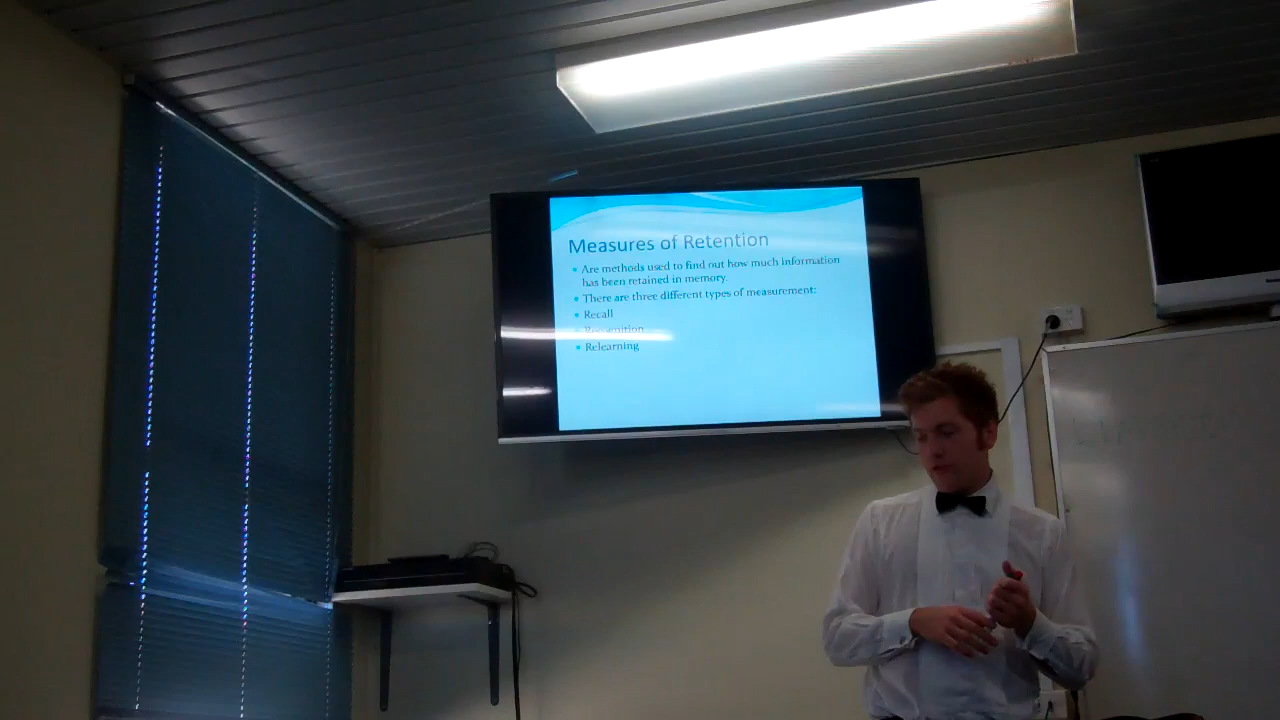 Measures of Retention
Are methods used to find out how much information
has been retained in memory.
There are three different types of measurement:
Recall
Recognition
Relearning